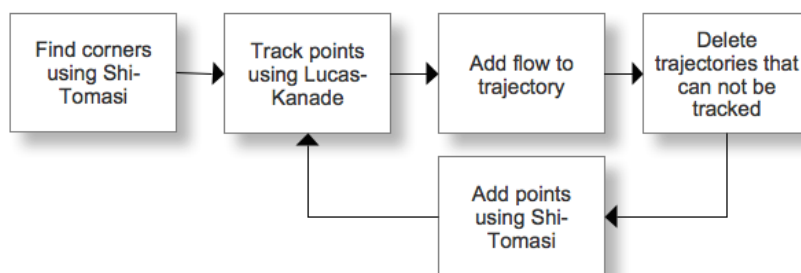 Find corners
using Shi-
Tomasi
Track points
using Lucas-
Kanade
Add flow to
trajectory
Delete
trajectories that
can not be
tracked
Add points
using Shi-
Tomasi